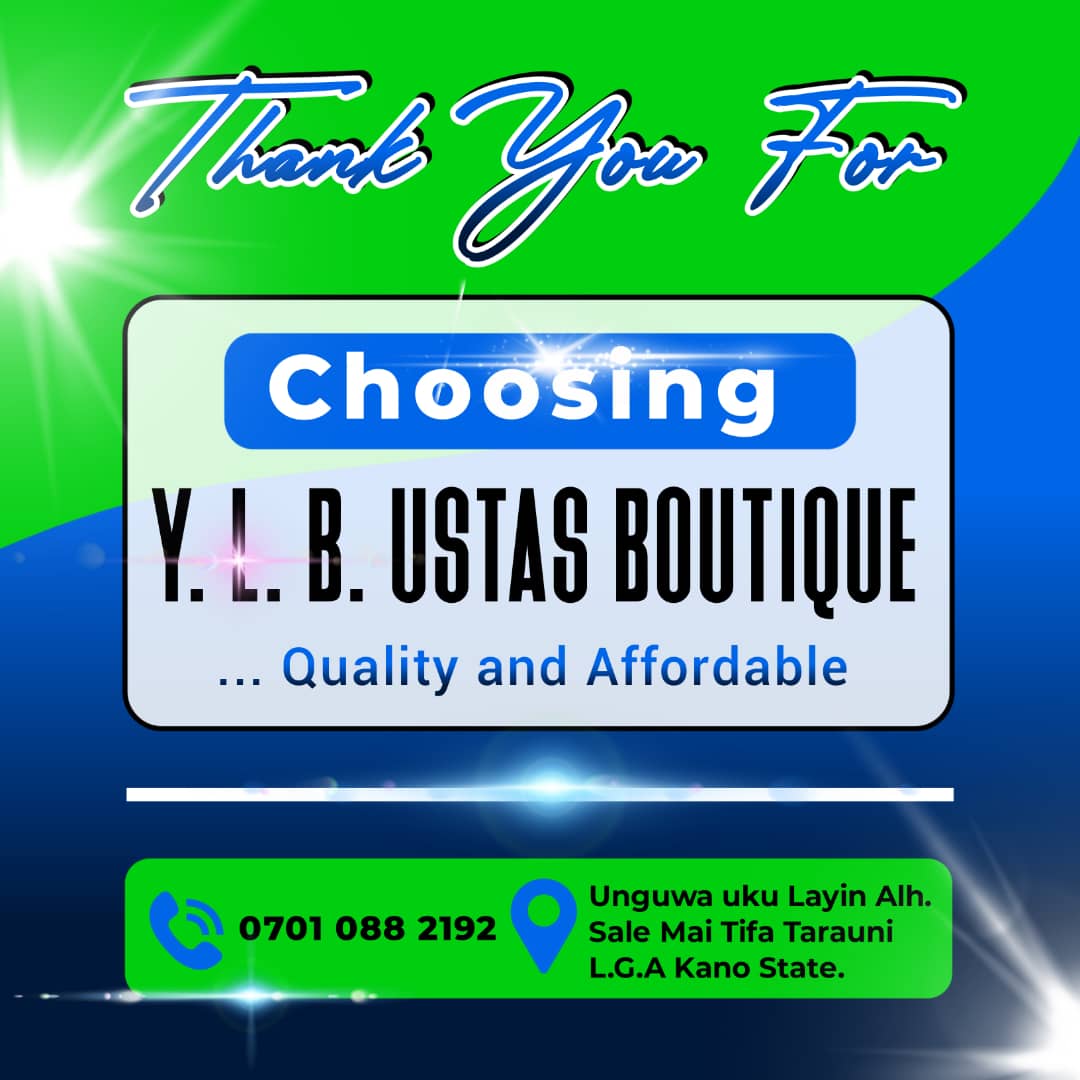 Thank You For
Choosing
Y. L. B. USTAS BOUTIQUE
... Quality and Affordable
0701 088 2192
Unguwa uku Layin Alh.
Sale Mai Tifa Tarauni
L.G.A Kano State.